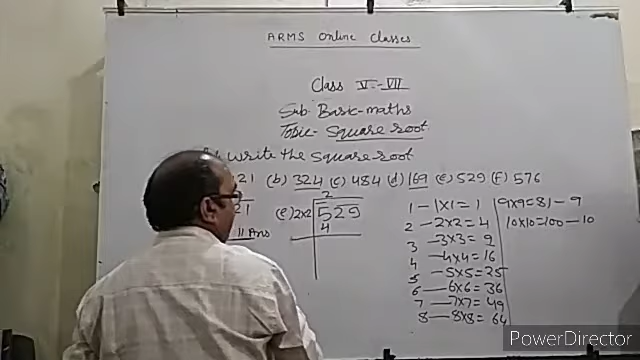 ARMS Online Classes
Class V-VII
Sub. Basic-maths
Topic- Square root
write the square root
21 (b) 324 (c) 484 (d) 169 (e) 529 (f) 576
21
11 Ans
(e) 2x2 529
2
4
1 - 1x1 = 1
2 - 2x2 = 4
3 - 3x3 = 9
4 - 4x4 = 16
5 - 5x5 = 25
6 - 6x6 = 36
7 - 7x7 = 49
8 - 8x8 = 64
9x9 = 81 - 9
10x10 = 100 - 10
PowerDirector